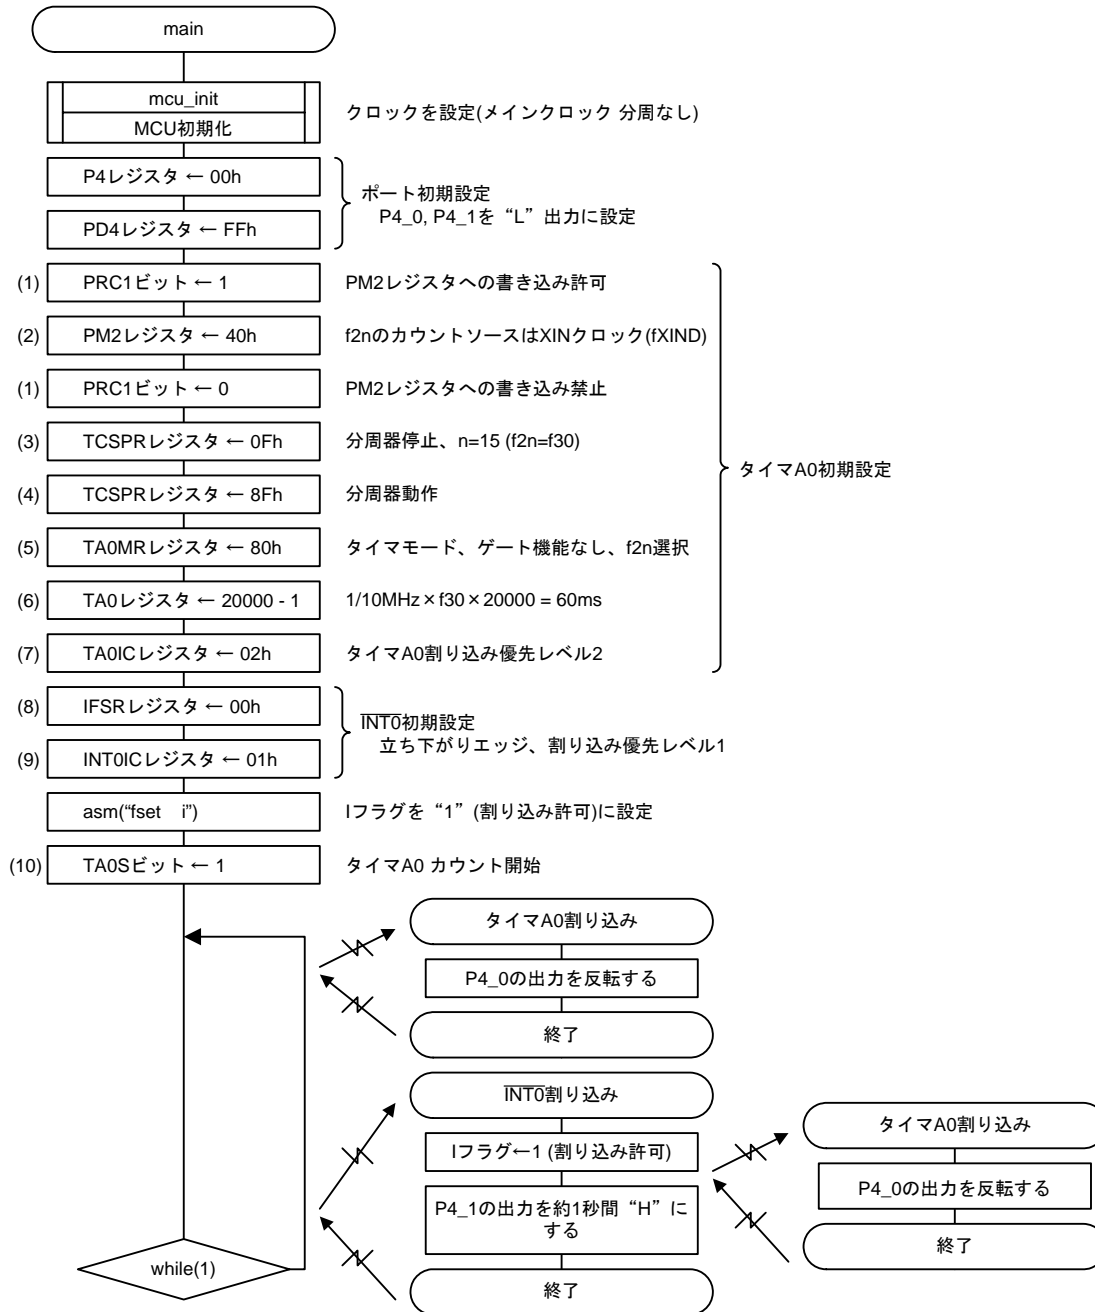 main
mcu_init
MCU初期化
クロックを設定(メインクロック 分周なし)
P4レジスタ ← 00h
PD4レジスタ ← FFh
ポート初期設定
P4_0, P4_1を“L”出力に設定
(1) PRC1ビット ← 1 PM2レジスタへの書き込み許可
(2) PM2レジスタ ← 40h f2nのカウントソースはXINクロック(fXIND)
(1) PRC1ビット ← 0 PM2レジスタへの書き込み禁止
(3) TCSPRレジスタ ← 0Fh 分周器停止、n=15 (f2n=f30)
(4) TCSPRレジスタ ← 8Fh 分周器動作
(5) TA0MRレジスタ ← 80h タイマモード、ゲート機能なし、f2n選択
(6) TA0レジスタ ← 20000 - 1 1/10MHz×f30×20000 = 60ms
(7) TA0ICレジスタ ← 02h タイマA0割り込み優先レベル2
タイマA0初期設定
(8) IFSRレジスタ ← 00h
(9) INT0ICレジスタ ← 01h
INT0初期設定
立ち下がりエッジ、割り込み優先レベル1
asm(“fset i”) Iフラグを“1”(割り込み許可)に設定
(10) TA0Sビット ← 1 タイマA0 カウント開始
タイマA0割り込み
P4_0の出力を反転する
終了
INT0割り込み
Iフラグ←1 (割り込み許可)
P4_1の出力を約1秒間“H”に
する
終了
タイマA0割り込み
P4_0の出力を反転する
終了
while(1)